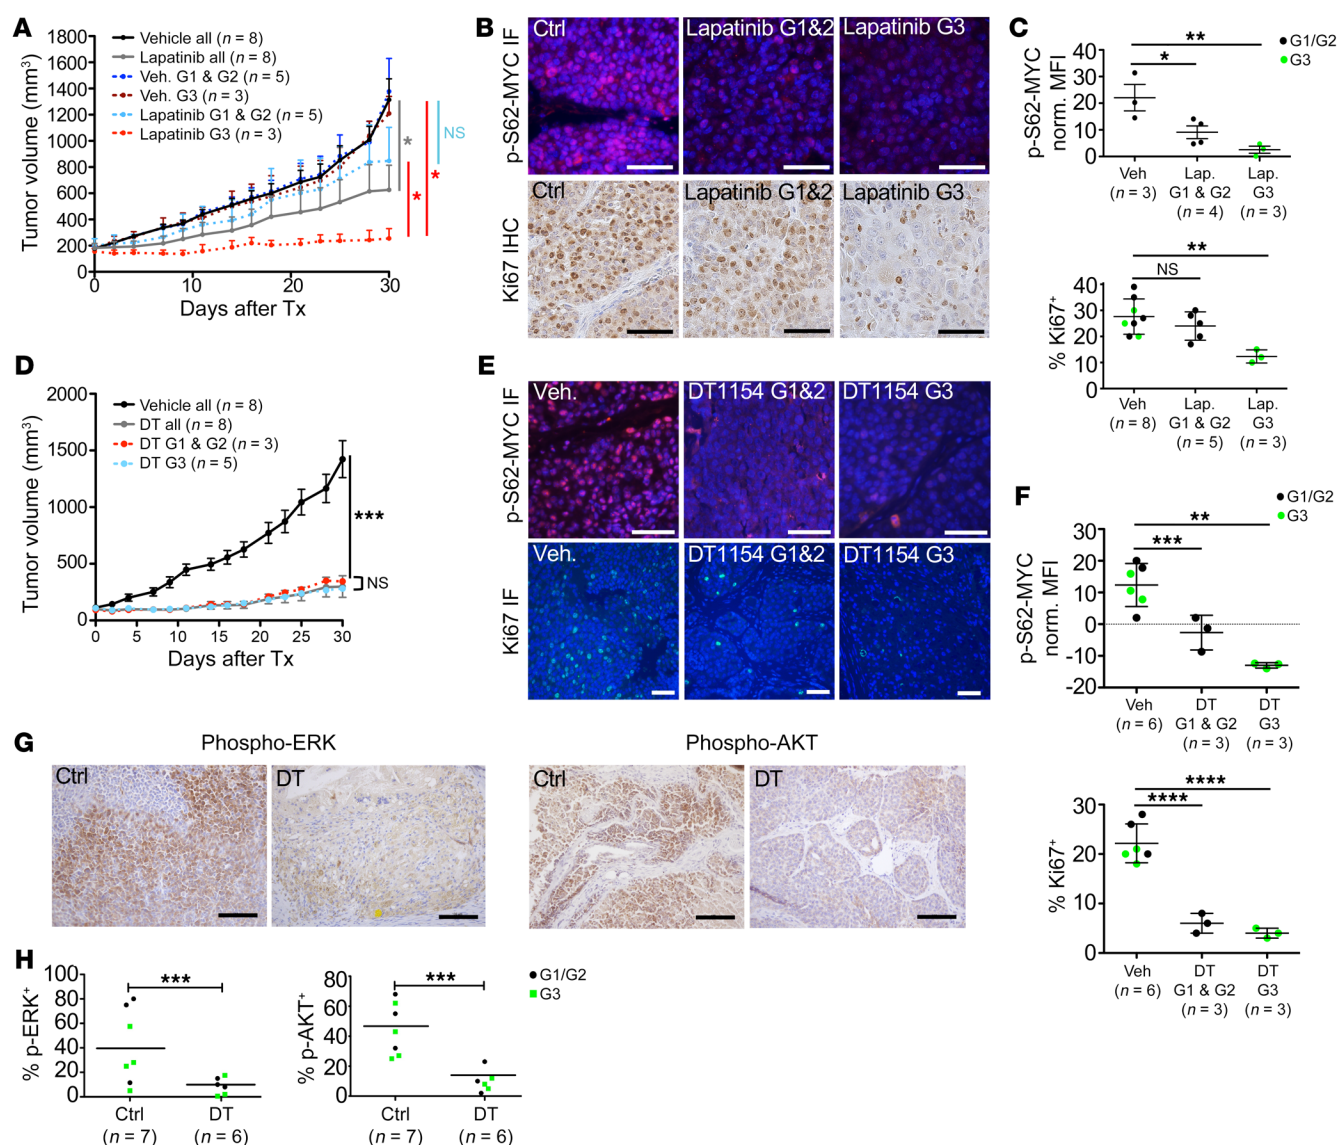 A
Tumor volume (mm³)
1800
1600
1400
1200
1000
800
600
400
200
0
0
10
20
30
Days after Tx
Vehicle all (n = 8)
Lapatinib all (n = 8)
Veh. G1 & G2 (n = 5)
Veh. G3 (n = 3)
Lapatinib G1 & G2 (n = 5)
Lapatinib G3 (n = 3)
*
*
*
NS
B
p-S62-MYC IF
Ctrl
Lapatinib G1&2
Lapatinib G3
Ki67 IHC
Ctrl
Lapatinib G1&2
Lapatinib G3
C
G1/G2
G3
p-S62-MYC
norm. MFI
40
30
20
10
0
**
*
Veh
(n = 3)
Lap.
G1 & G2
(n = 4)
Lap.
G3
(n = 3)
% Ki67⁺
40
30
20
10
0
**
NS
Veh
(n = 8)
Lap.
G1 & G2
(n = 5)
Lap.
G3
(n = 3)
D
Tumor volume (mm³)
2000
1500
1000
500
0
0
5
10
15
20
25
30
Days after Tx
Vehicle all (n = 8)
DT all (n = 8)
DT G1 & G2 (n = 3)
DT G3 (n = 5)
***
NS
E
p-S62-MYC IF
Veh.
DT1154 G1&2
DT1154 G3
Ki67 IF
Veh.
DT1154 G1&2
DT1154 G3
F
G1/G2
G3
p-S62-MYC
norm. MFI
30
20
10
0
-10
-20
**
***
Veh
(n = 6)
DT
G1 & G2
(n = 3)
DT
G3
(n = 3)
% Ki67⁺
30
20
10
0
****
****
Veh
(n = 6)
DT
G1 & G2
(n = 3)
DT
G3
(n = 3)
G
Phospho-ERK
Ctrl
DT
Phospho-AKT
Ctrl
DT
H
% p-ERK⁺
100
80
60
40
20
0
***
Ctrl
(n = 7)
DT
(n = 6)
% p-AKT⁺
80
60
40
20
0
***
Ctrl
(n = 7)
DT
(n = 6)
G1/G2
G3